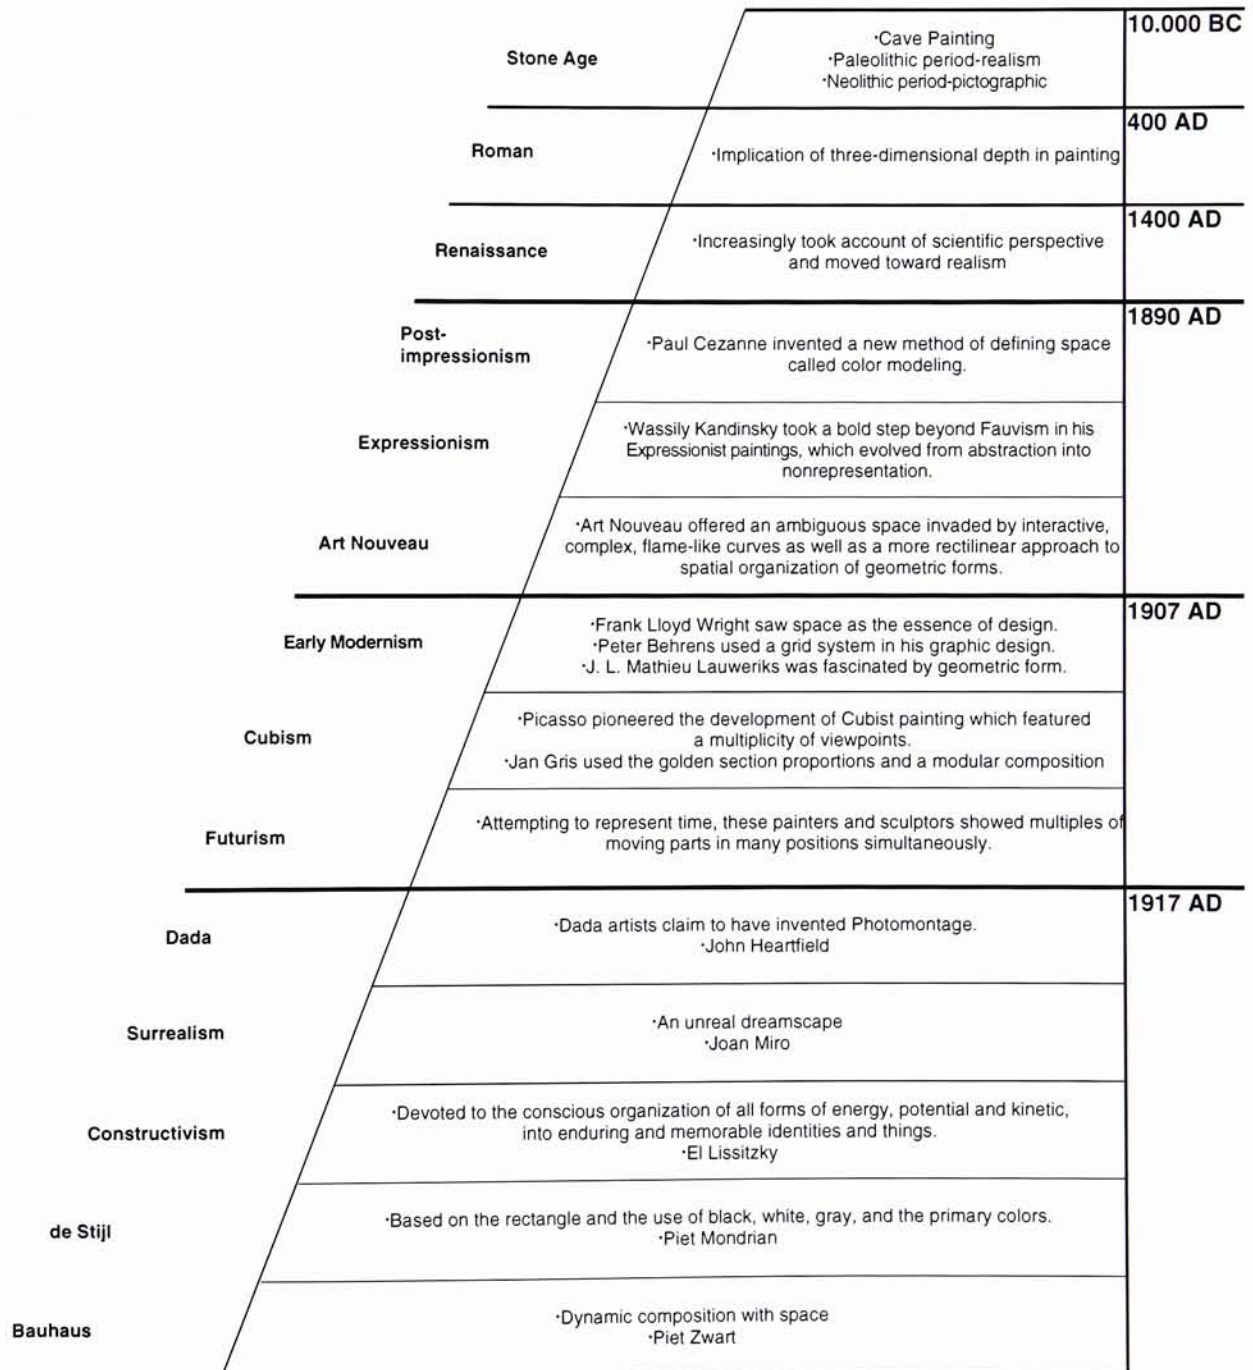 10.000 BC
Stone Age
·Cave Painting
·Paleolithic period-realism
·Neolithic period-pictographic
400 AD
Roman
·Implication of three-dimensional depth in painting
1400 AD
Renaissance
·Increasingly took account of scientific perspective
and moved toward realism
1890 AD
Post-
impressionism
·Paul Cezanne invented a new method of defining space
called color modeling.
Expressionism
·Wassily Kandinsky took a bold step beyond Fauvism in his
Expressionist paintings, which evolved from abstraction into
nonrepresentation.
Art Nouveau
·Art Nouveau offered an ambiguous space invaded by interactive,
complex, flame-like curves as well as a more rectilinear approach to
spatial organization of geometric forms.
1907 AD
Early Modernism
·Frank Lloyd Wright saw space as the essence of design.
·Peter Behrens used a grid system in his graphic design.
·J. L. Mathieu Lauweriks was fascinated by geometric form.
Cubism
·Picasso pioneered the development of Cubist painting which featured
a multiplicity of viewpoints.
·Jan Gris used the golden section proportions and a modular composition
Futurism
·Attempting to represent time, these painters and sculptors showed multiples of
moving parts in many positions simultaneously.
1917 AD
Dada
·Dada artists claim to have invented Photomontage.
·John Heartfield
Surrealism
·An unreal dreamscape
·Joan Miro
Constructivism
·Devoted to the conscious organization of all forms of energy, potential and kinetic,
into enduring and memorable identities and things.
·El Lissitzky
de Stijl
·Based on the rectangle and the use of black, white, gray, and the primary colors.
·Piet Mondrian
Bauhaus
·Dynamic composition with space
·Piet Zwart